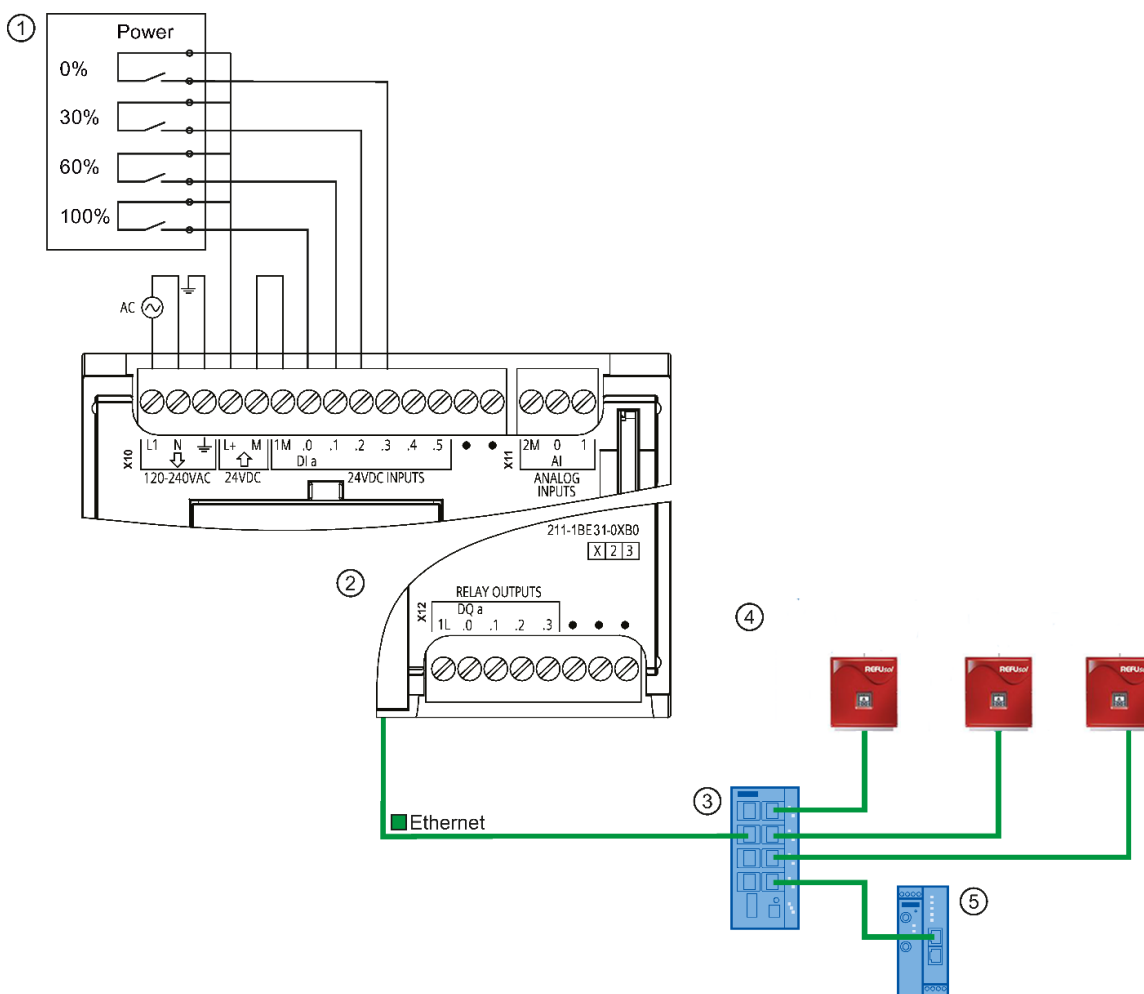 ① Power
0%
30%
60%
100%
AC
L1 N L+ M 1M .0 .1 .2 .3 .4 .5 2M 0 1
X10 DI a X11 AI
120-240VAC 24VDC 24VDC INPUTS ANALOG
INPUTS
211-1BE31-0XB0
X 2 3
②
RELAY OUTPUTS
X12 DQ a
1L .0 .1 .2 .3
④
REFUsol REFUsol REFUsol
③
Ethernet
⑤